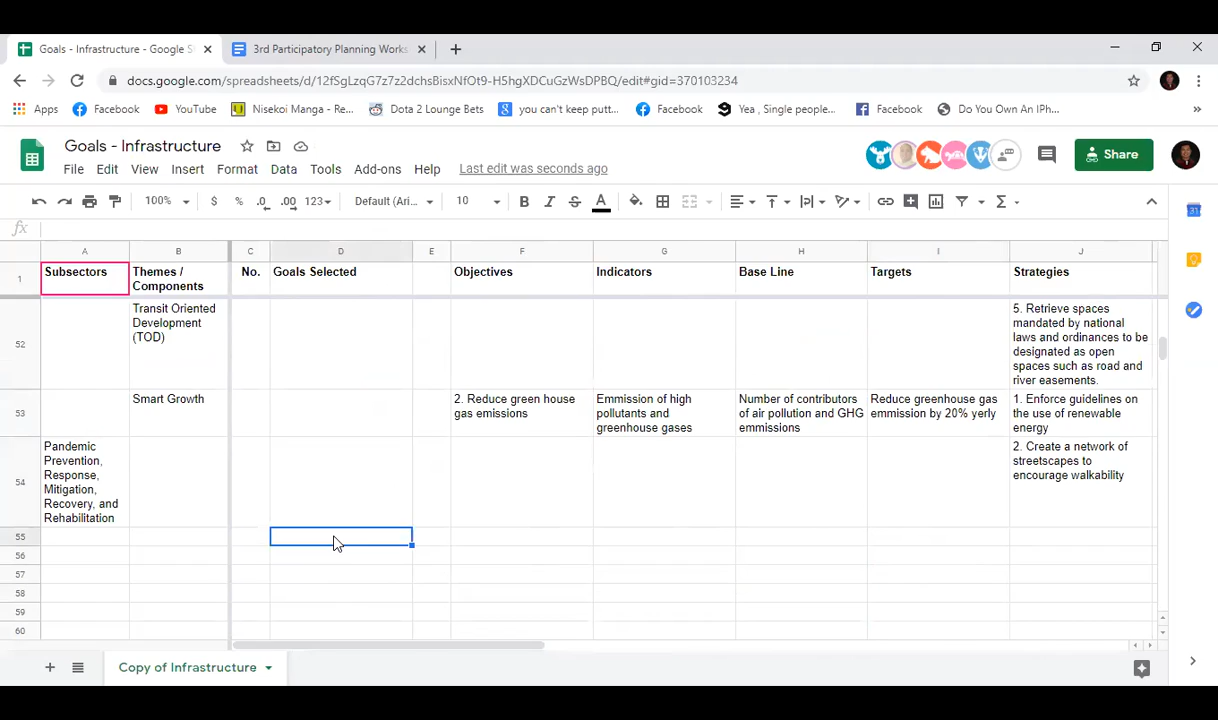 Goals - Infrastructure - Google S
3rd Participatory Planning Works
docs.google.com/spreadsheets/d/12fSgLzqG7z7z2dchsBisxNfOt9-H5hgXDCuGzWsDPBQ/edit#gid=370103234
Apps
Facebook
YouTube
Nisekoi Manga - Re...
Dota 2 Lounge Bets
you can't keep putt...
Facebook
Yea , Single people...
Facebook
Do You Own An IPh...
»
Goals - Infrastructure
File Edit View Insert Format Data Tools Add-ons Help Last edit was seconds ago
Share
100% $ % .0 .00 123 Default (Ari... 10 B I S A
fx
A B C D E F G H I J
1
Subsectors
Themes /
Components
No.
Goals Selected
Objectives
Indicators
Base Line
Targets
Strategies
52
Transit Oriented
Development
(TOD)
5. Retrieve spaces
mandated by national
laws and ordinances to be
designated as open
spaces such as road and
river easements.
53
Smart Growth
2. Reduce green house
gas emissions
Emmission of high
pollutants and
greenhouse gases
Number of contributors
of air pollution and GHG
emmissions
Reduce greenhouse gas
emmission by 20% yerly
1. Enforce guidelines on
the use of renewable
energy
54
Pandemic
Prevention,
Response,
Mitigation,
Recovery, and
Rehabilitation
2. Create a network of
streetscapes to
encourage walkability
55
56
57
58
59
60
Copy of Infrastructure
31